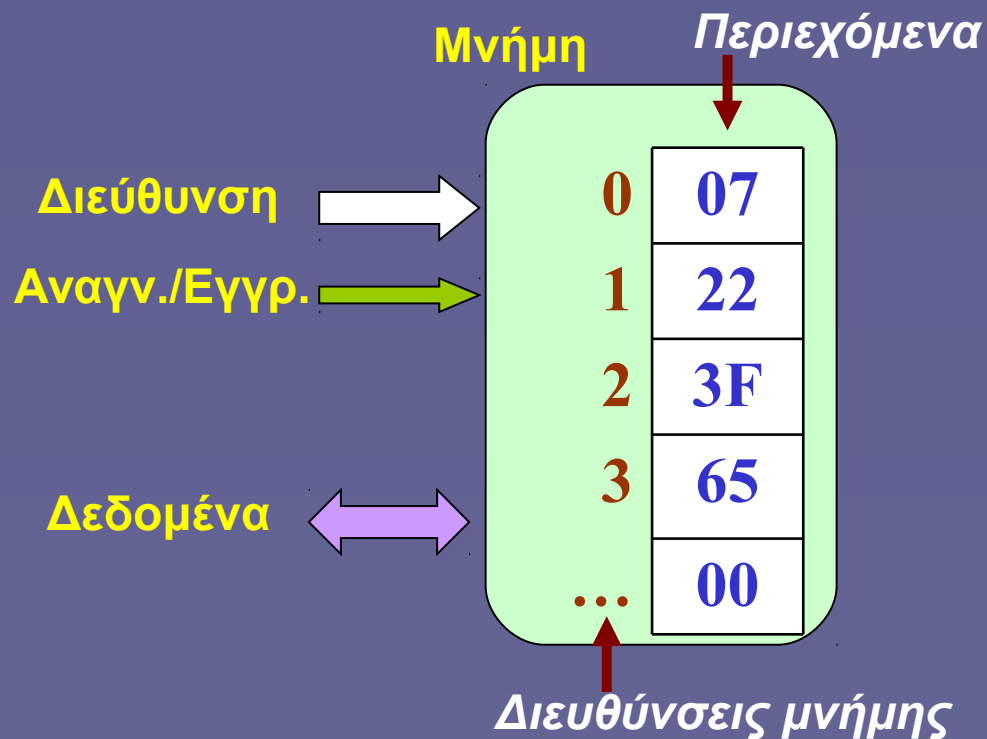 Μνήμη
Περιεχόμενα
Διεύθυνση
0 07
Αναγν./Εγγρ.
1 22
2 3F
3 65
Δεδομένα
... 00
Διευθύνσεις μνήμης